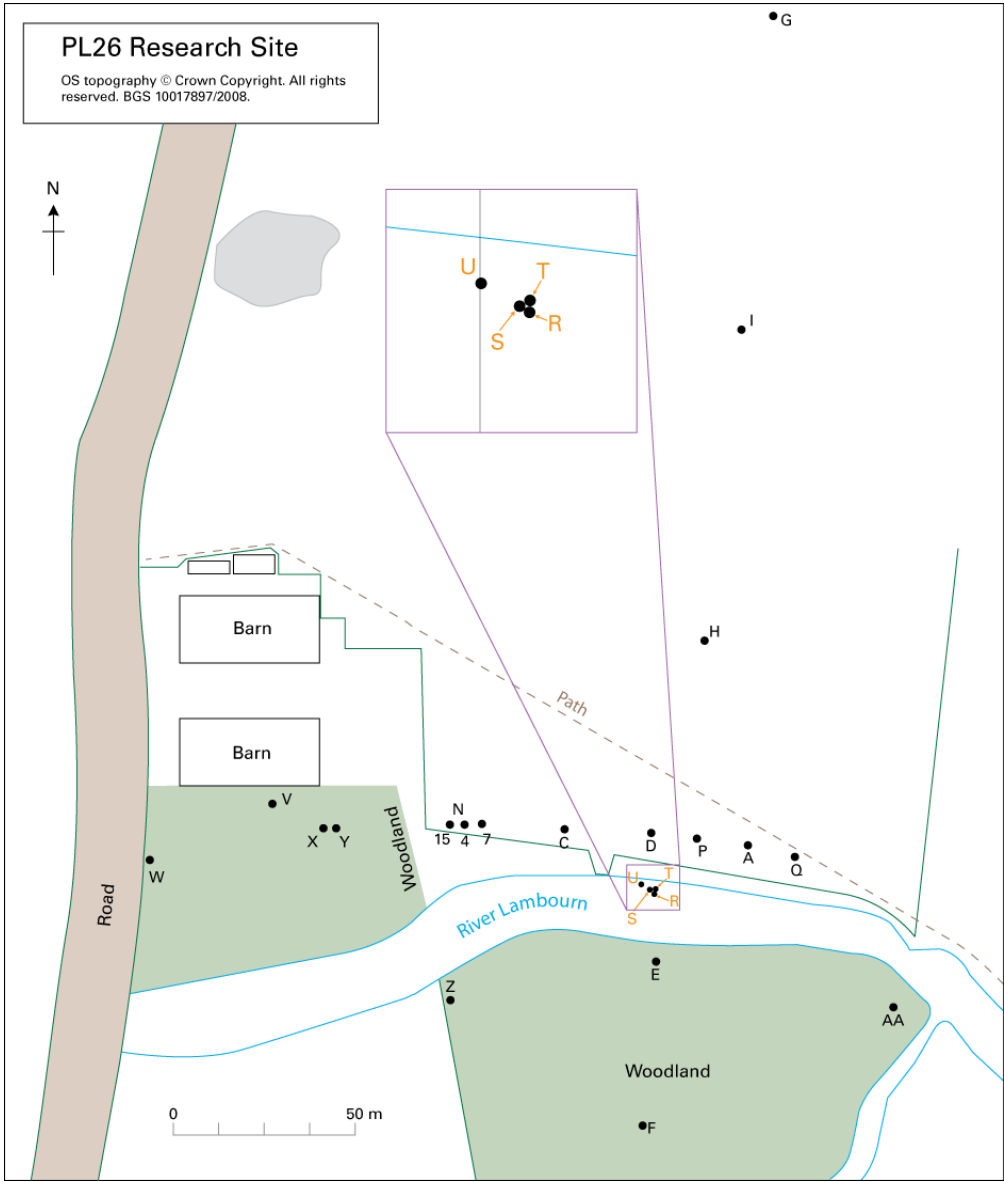 PL26 Research Site
OS topography © Crown Copyright. All rights
reserved. BGS 10017897/2008.
G
N
U
T
S
R
I
Barn
H
Path
Barn
V
N
X
Y
Woodland
15
4
7
C
D
P
A
Q
W
Road
U
T
R
S
River Lambourn
E
Z
AA
Woodland
0
50 m
F